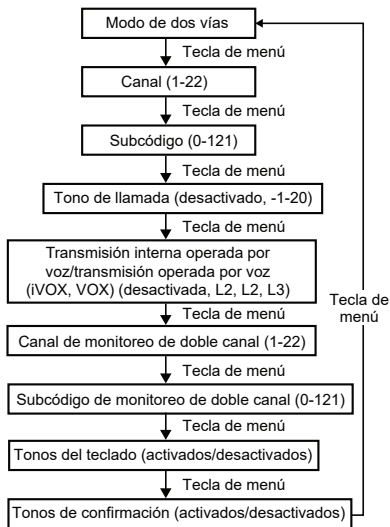 Modo de dos vías
Tecla de menú
Canal (1-22)
Tecla de menú
Subcódigo (0-121)
Tecla de menú
Tono de llamada (desactivado, -1-20)
Tecla de menú
Transmisión interna operada por
voz/transmisión operada por voz
(iVOX, VOX) (desactivada, L2, L2, L3)
Tecla de menú
Canal de monitoreo de doble canal (1-22)
Tecla de menú
Subcódigo de monitoreo de doble canal (0-121)
Tecla de menú
Tonos del teclado (activados/desactivados)
Tecla de menú
Tonos de confirmación (activados/desactivados)
Tecla de
menú